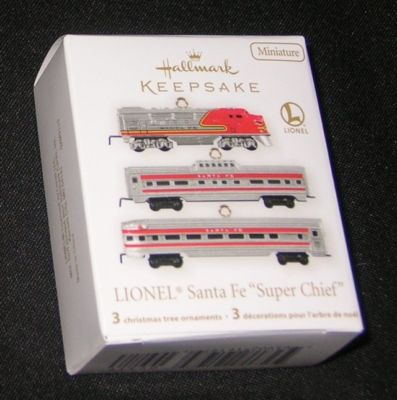 Miniature
Hallmark
KEEPSAKE
LIONEL
SANTA FE
SANTA FE
LIONEL® Santa Fe "Super Chief"
3 christmas tree ornaments • 3 décorations pour l'arbre de noël